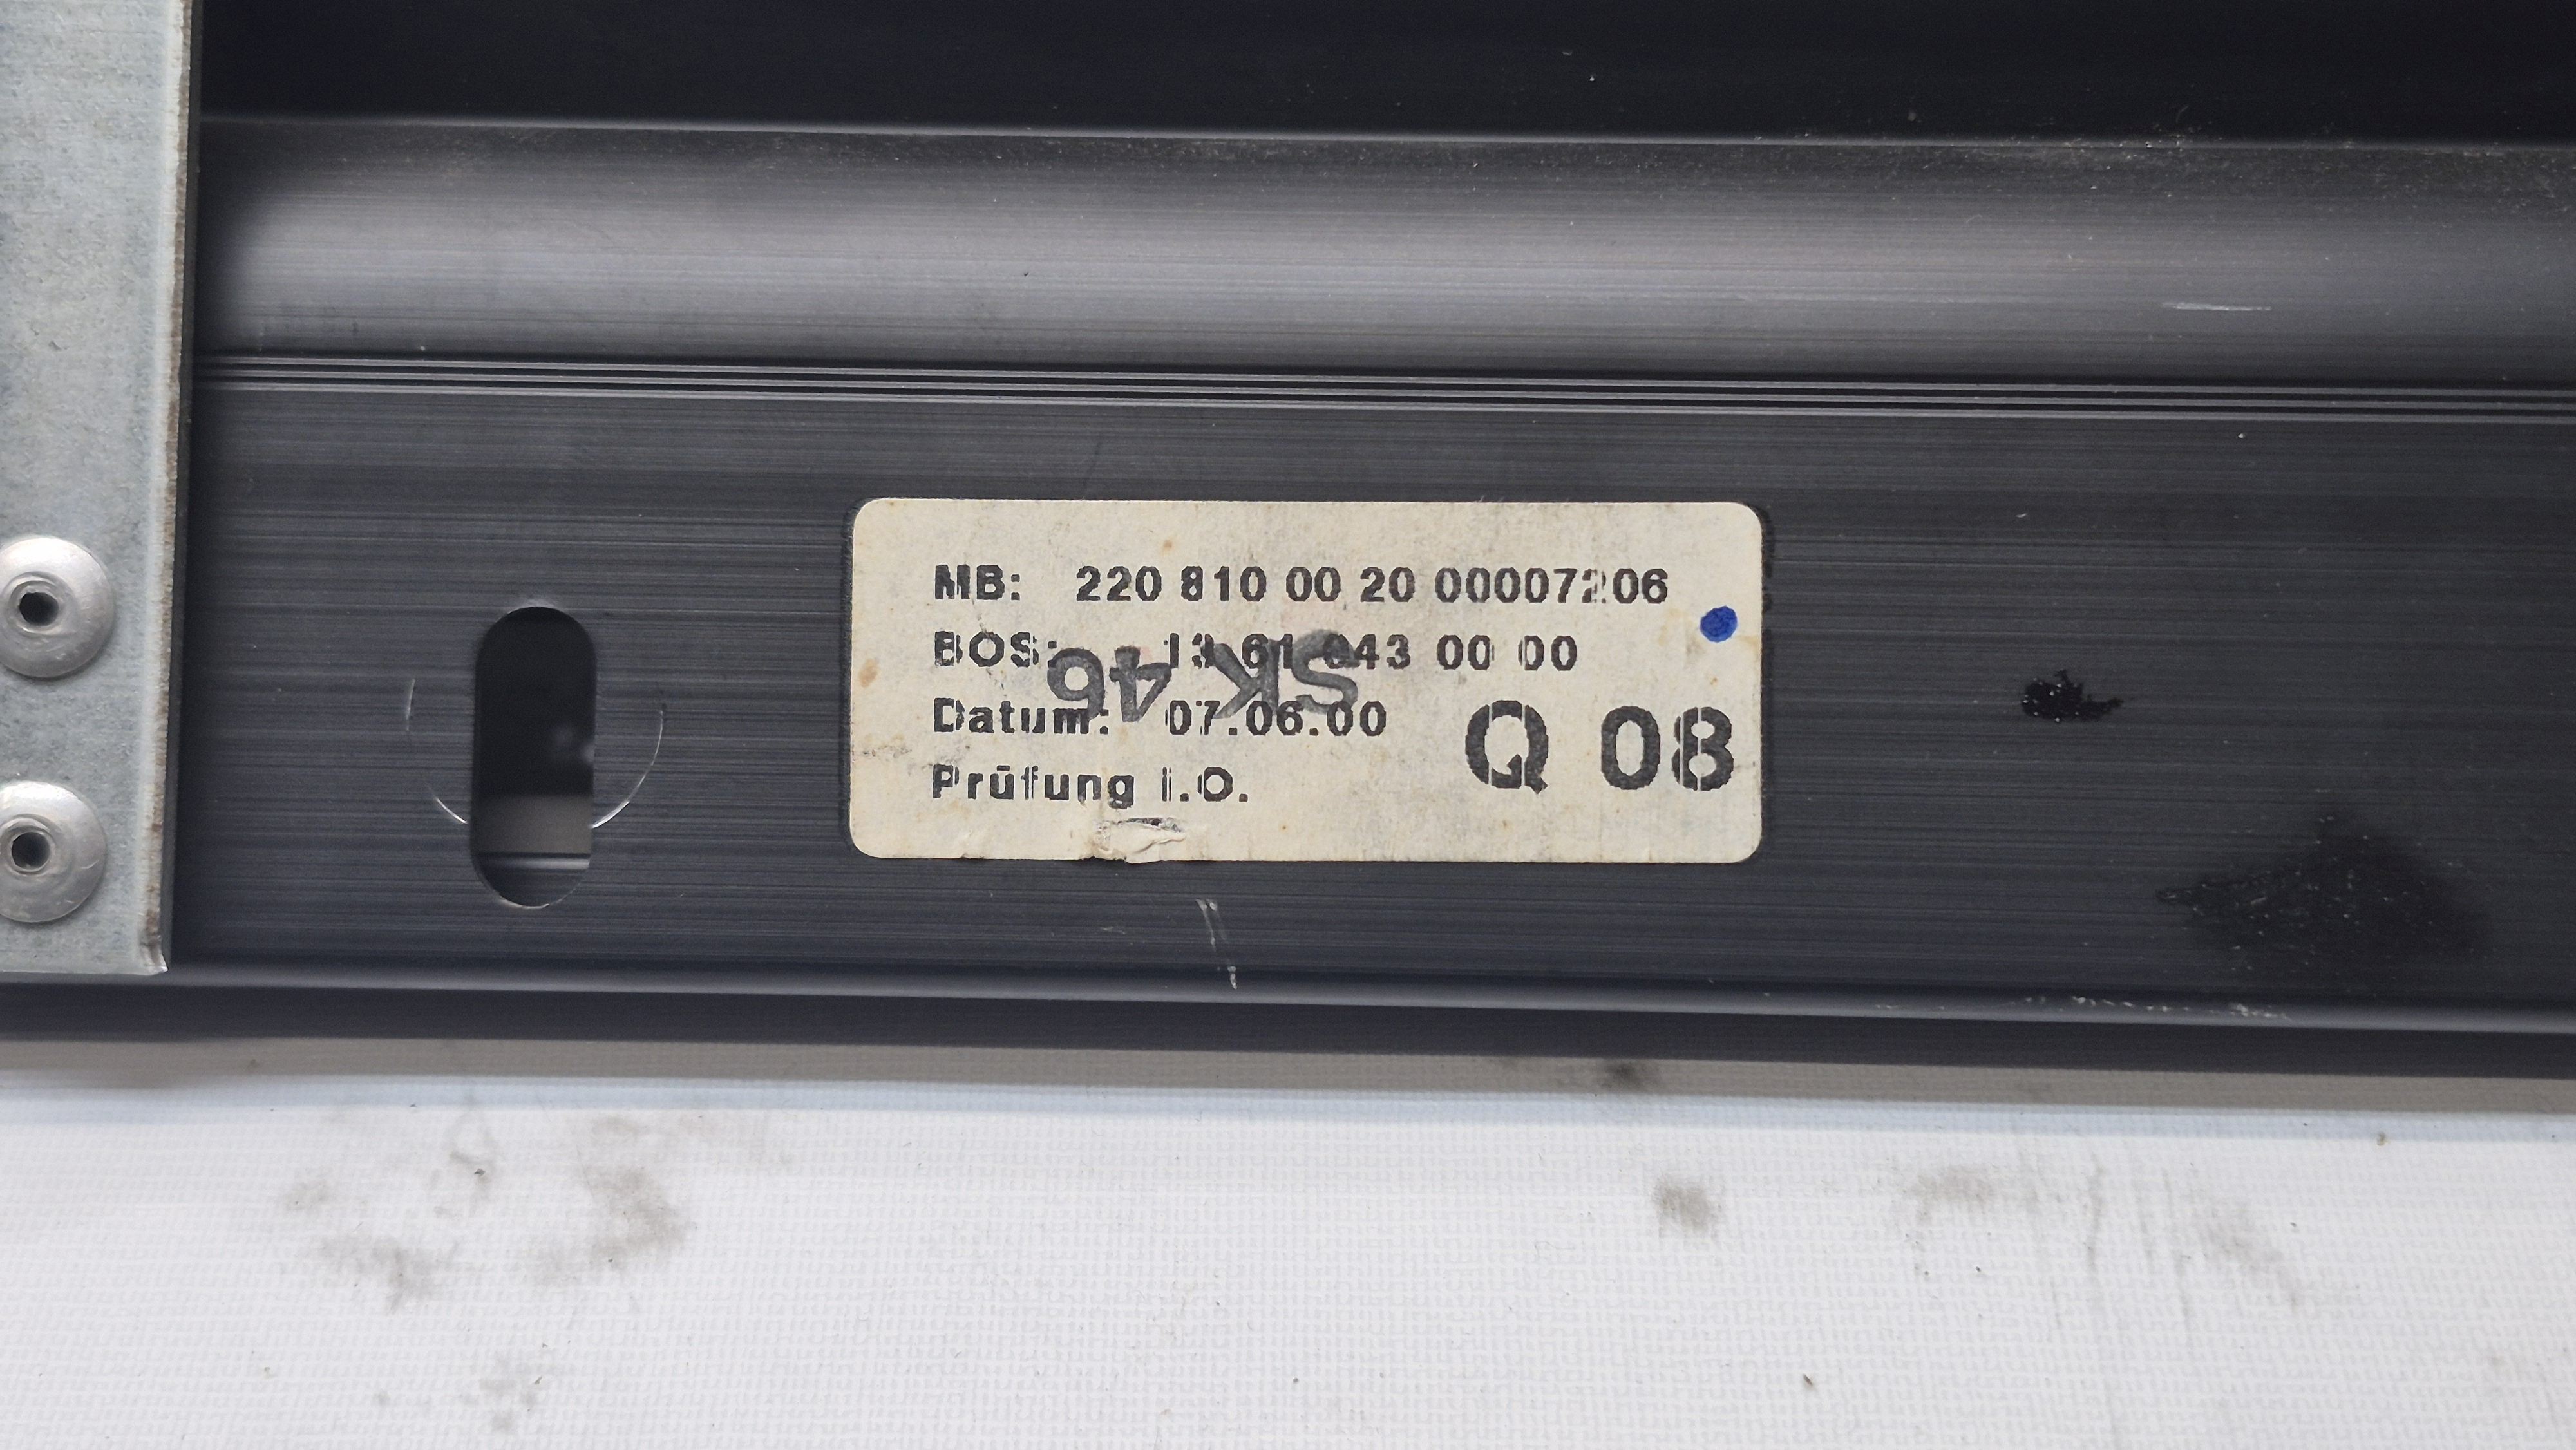 MB: 220 810 00 20 00007206
BOS: 13 61 043 00 00
SK 46
Datum: 07.06.00
Q 08
Prüfung i.O.